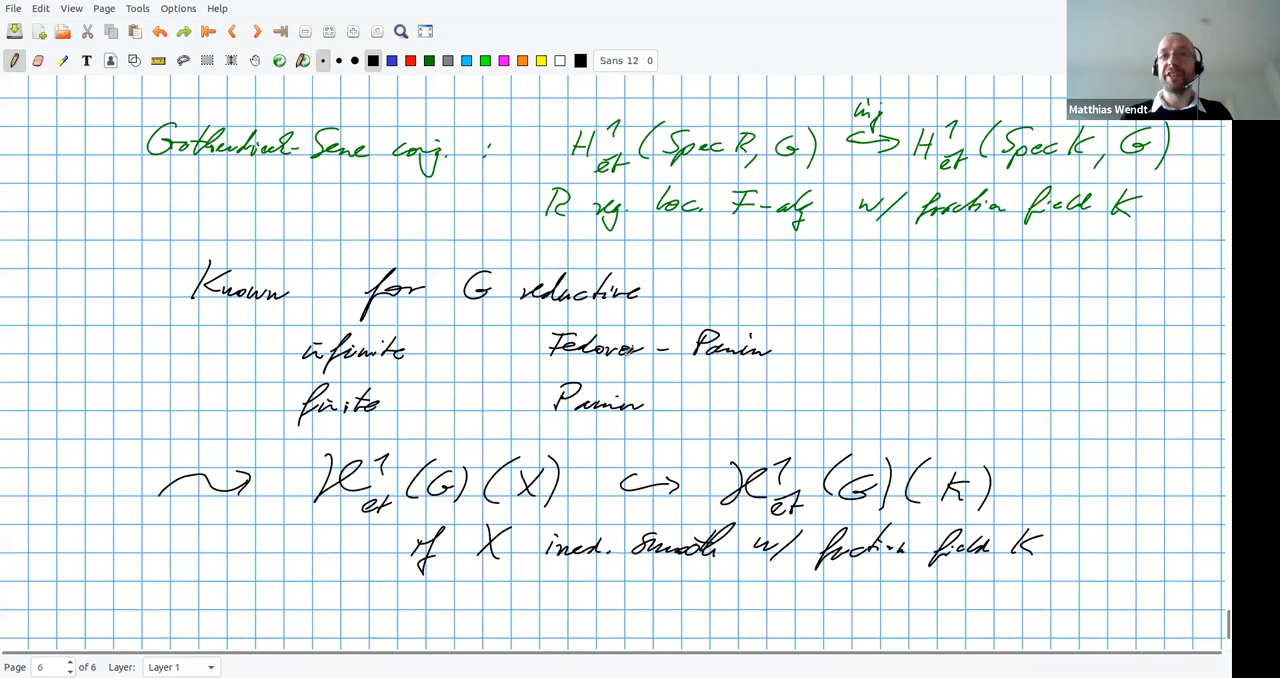 File Edit View Page Tools Options Help
Sans 12 0
Matthias Wendt
Grothendieck-Serre conj. : H¹ét (Spec R, G) inj ↪ H¹ét (Spec K, G)
R reg. loc. F-alg w/ fraction field K
Known for G reductive
infinite Fedorov - Panin
finite Panin
⇝ ℋ¹ét (G) (X) ↪ ℋ¹ét (G) (K)
if X irred. smooth w/ fraction field K
Page 6 of 6 Layer: Layer 1